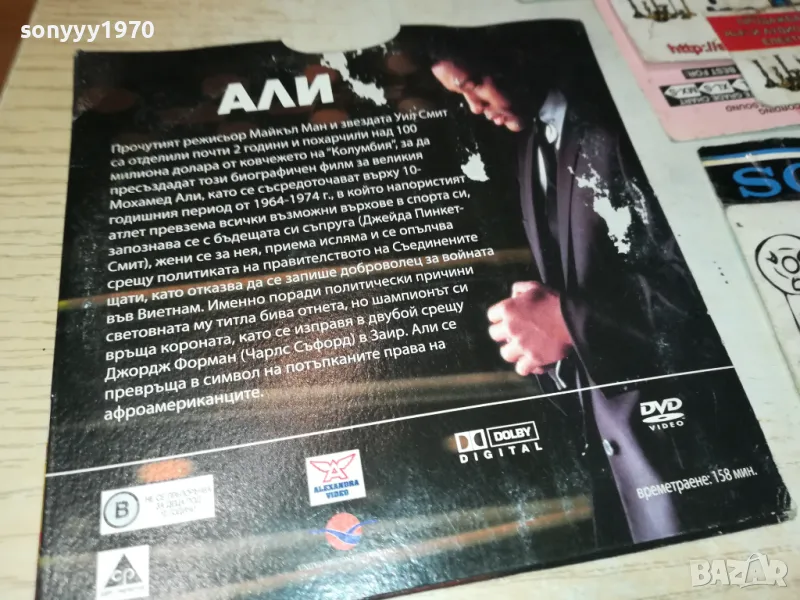 sonyyy1970
АЛИ
Прочутият режисьор Майкъл Ман и звездата Уил Смит
са отделили почти 2 години и похарчили над 100
милиона долара от ковчежето на "Колумбия", за да
пресъздадат този биографичен филм за великия
Мохамед Али, като се съсредоточават върху 10-
годишния период от 1964-1974 г., в който напористият
атлет превзема всички възможни върхове в спорта си,
запознава се с бъдещата си съпруга (Джейда Пинкет-
Смит), жени се за нея, приема исляма и се опълчва
срещу политиката на правителството на Съединените
щати, като отказва да се запише доброволец за войната
във Виетнам. Именно поради политически причини
световната му титла бива отнета, но шампионът си
връща короната, като се изправя в двубой срещу
Джордж Форман (Чарлс Съфорд) в Заир. Али се
превръща в символ на потъпканите права на
афроамериканците.
B
ALEXANDRA
VIDEO
DOLBY
DIGITAL
DVD
VIDEO
времетраене: 158 мин.
cp
http://s
BEST FOR:
SO
BAZAR